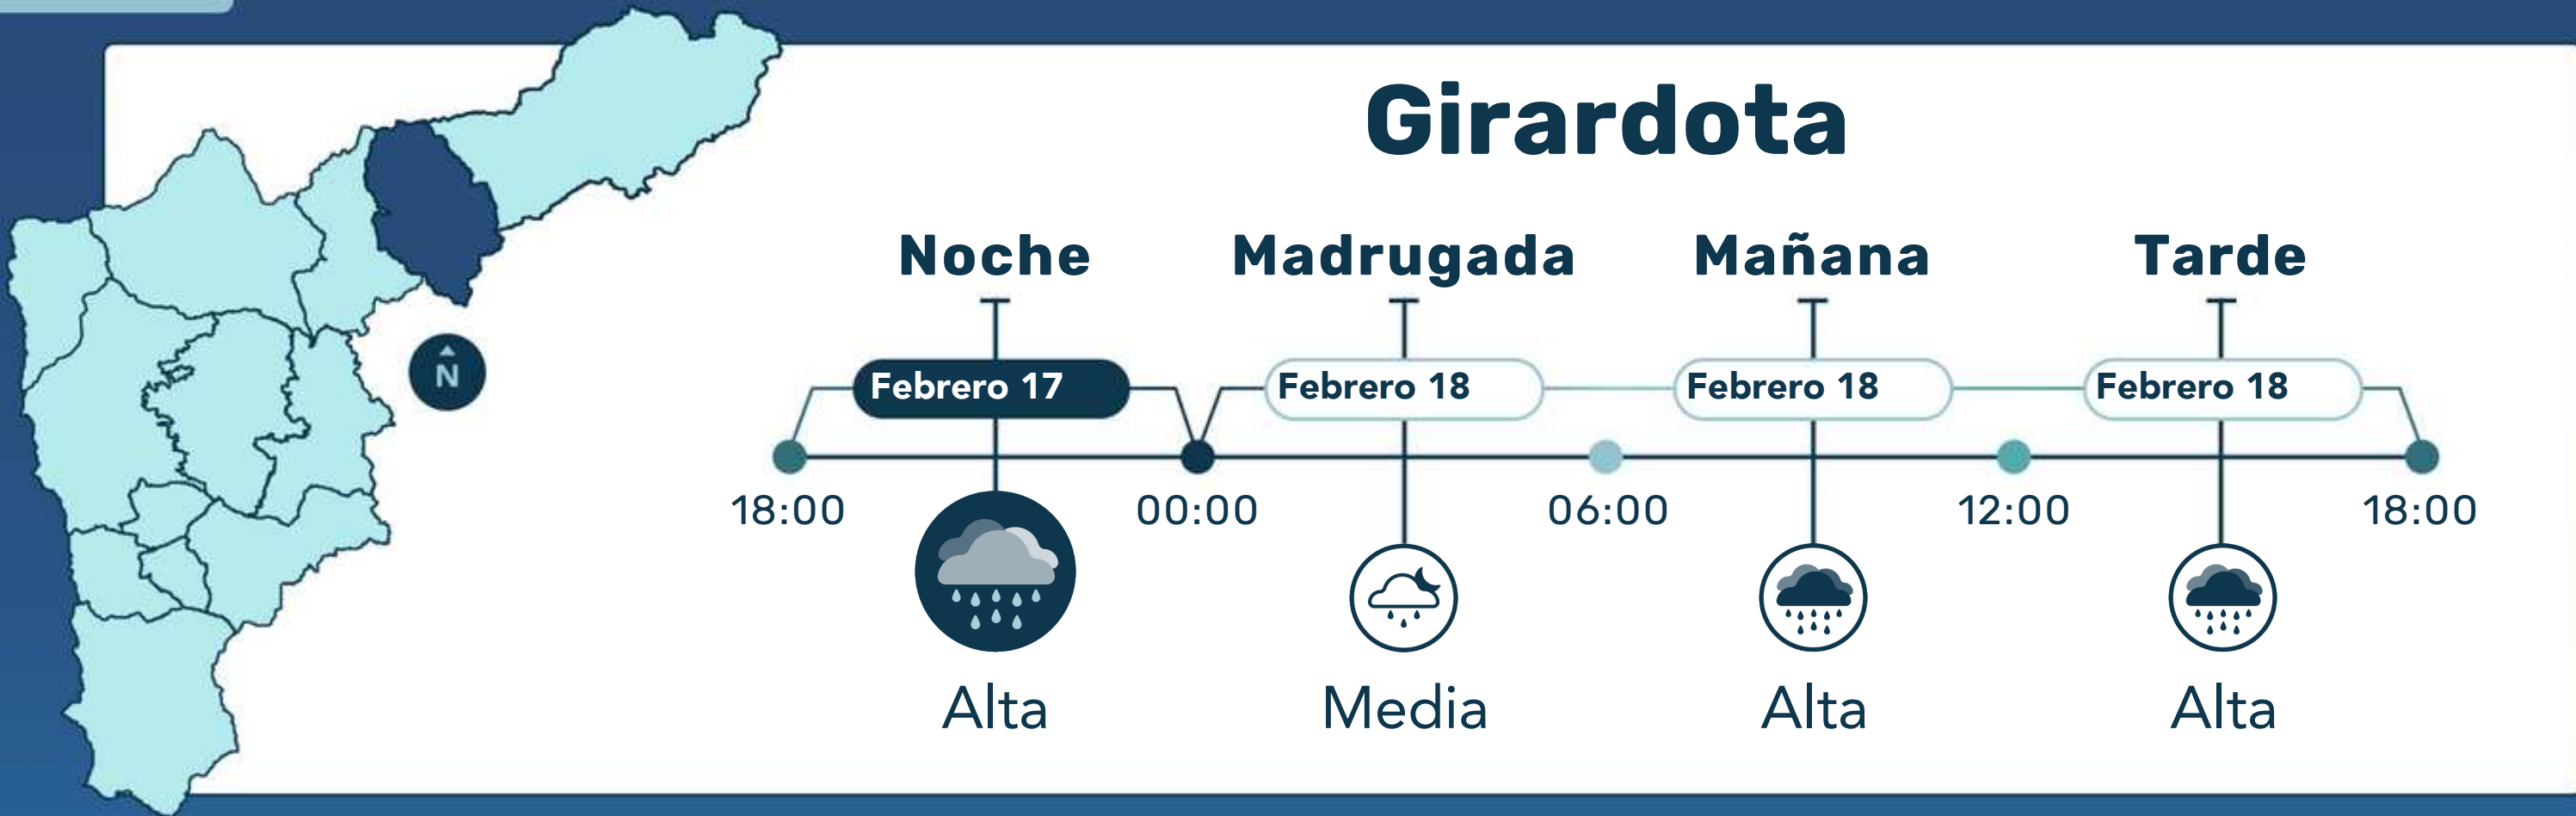 Girardota
Noche Madrugada Mañana Tarde
Febrero 17 Febrero 18 Febrero 18 Febrero 18
18:00 00:00 06:00 12:00 18:00
N
Alta Media Alta Alta